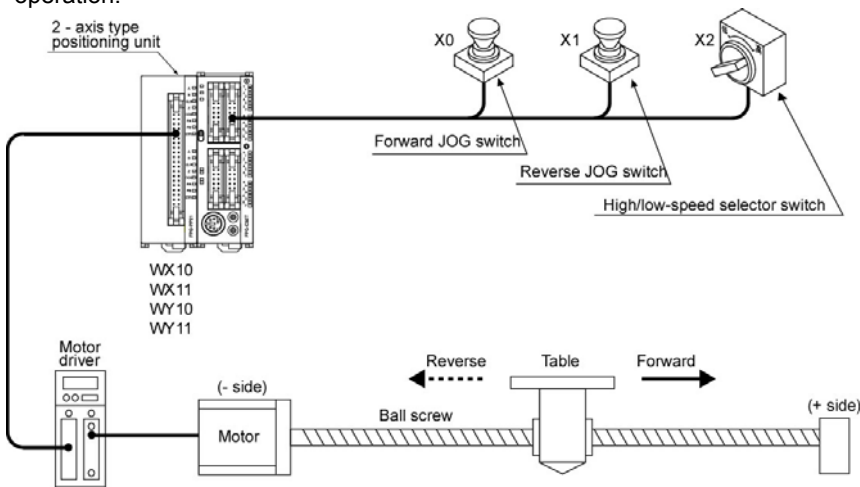 operation.
2 - axis type
positioning unit
X0
X1
X2
Forward JOG switch
Reverse JOG switch
High/low-speed selector switch
WX10
WX11
WY10
WY11
Motor
driver
Reverse
Table
Forward
(- side)
(+ side)
Ball screw
Motor